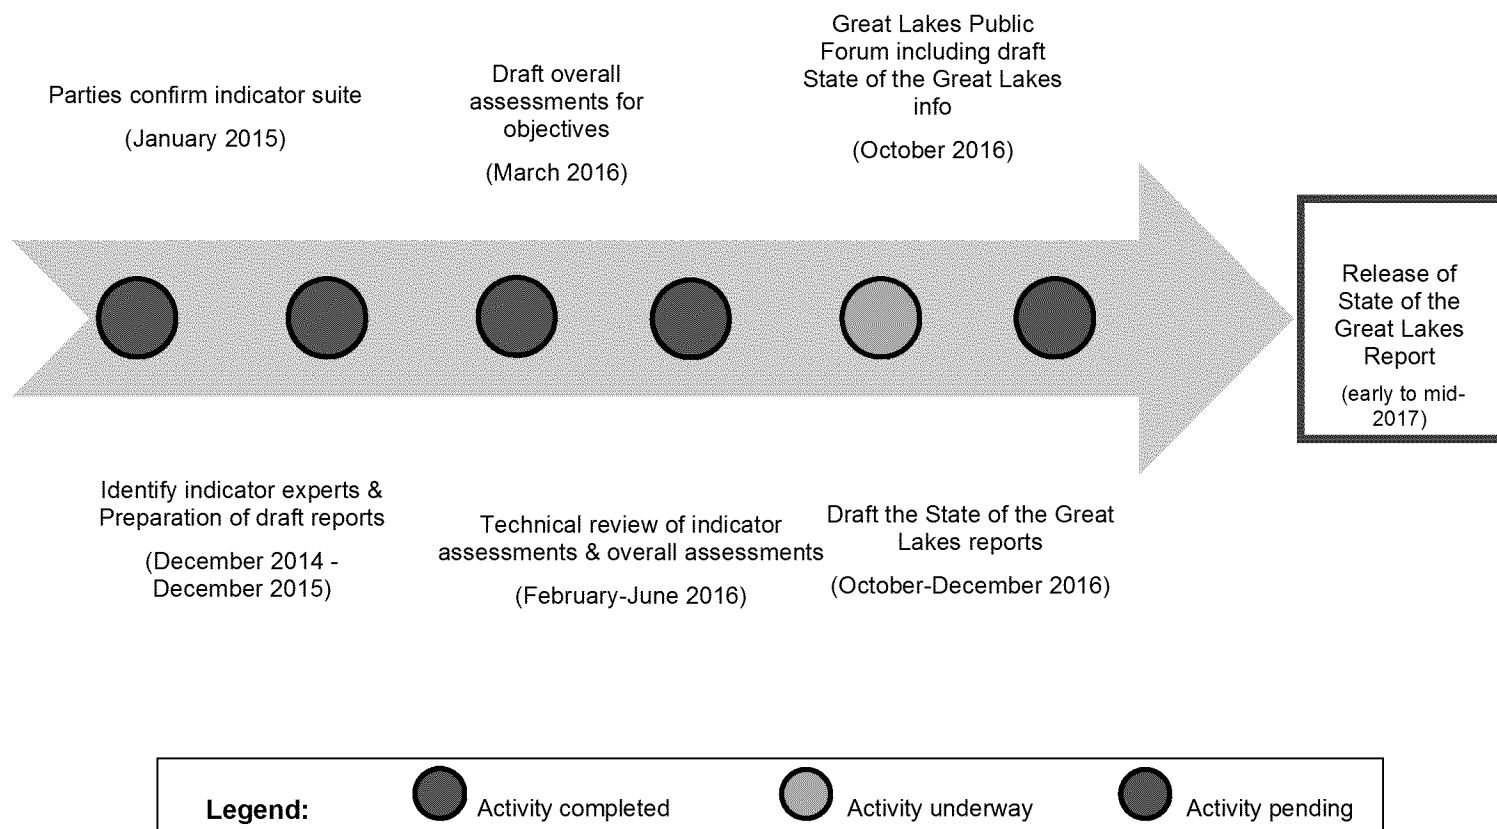 Parties confirm indicator suite
(January 2015)
Draft overall
assessments for
objectives
(March 2016)
Great Lakes Public
Forum including draft
State of the Great Lakes
info
(October 2016)
Release of
State of the
Great Lakes
Report
(early to mid-
2017)
Identify indicator experts &
Preparation of draft reports
(December 2014 -
December 2015)
Technical review of indicator
assessments & overall assessments
(February-June 2016)
Draft the State of the Great
Lakes reports
(October-December 2016)
Legend:
Activity completed
Activity underway
Activity pending